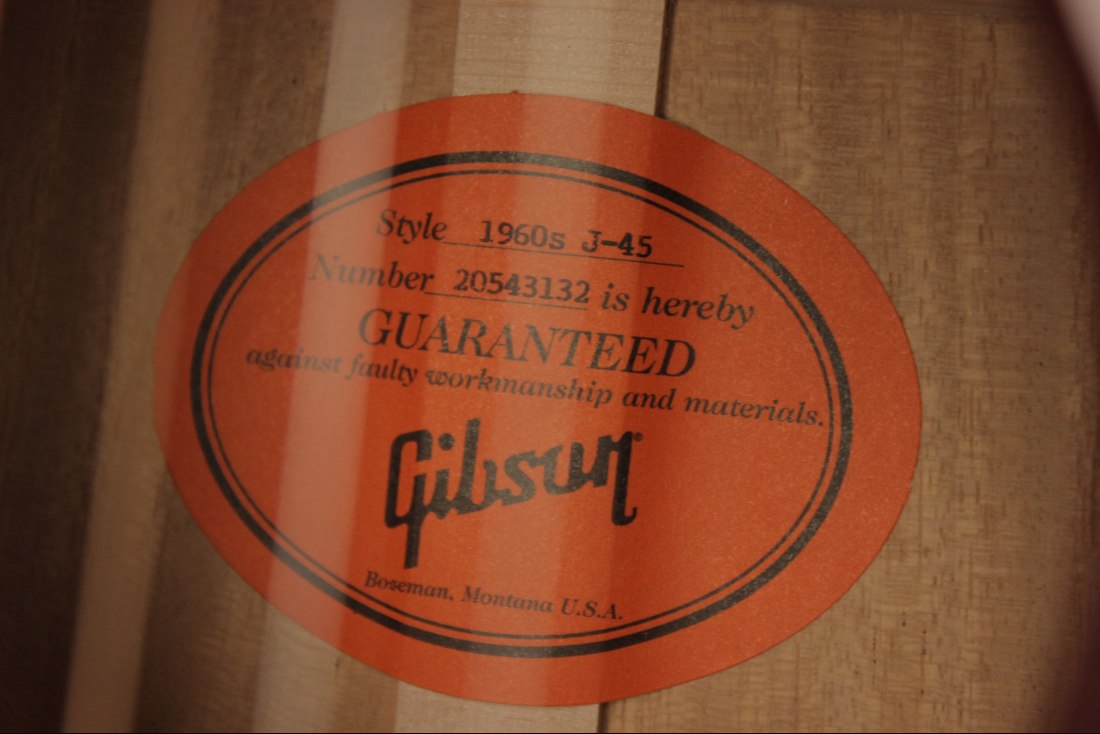 Style 1960s J-45
Number 20543132 is hereby
GUARANTEED
against faulty workmanship and materials.
Gibson®
Bozeman, Montana U.S.A.